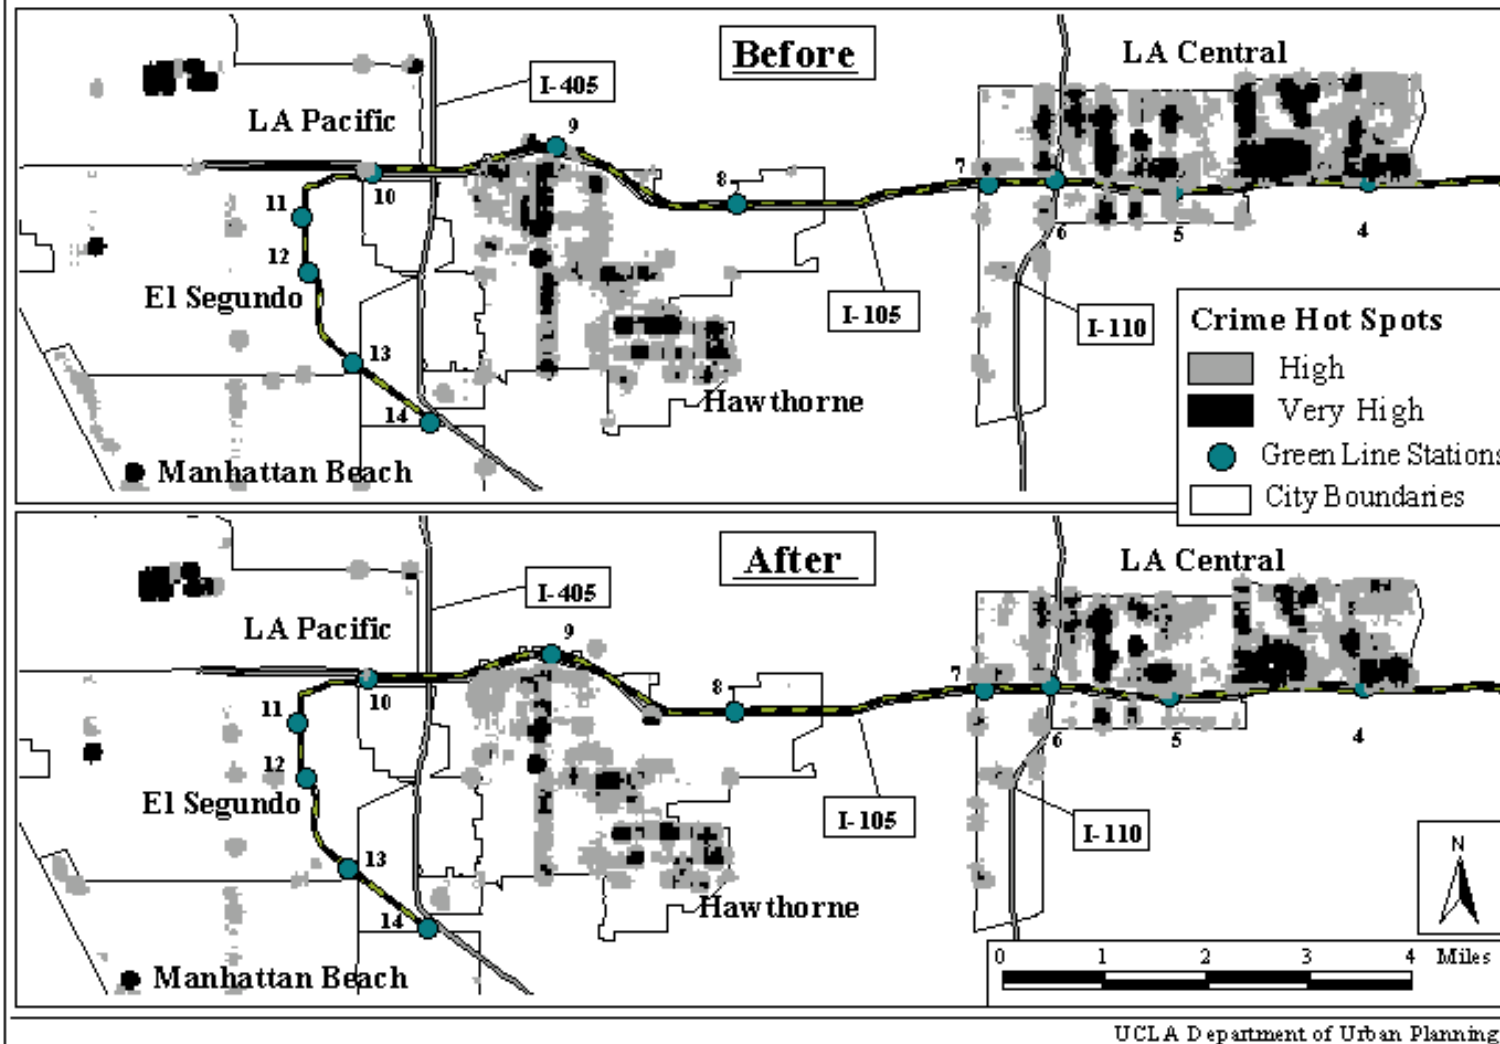 Before
LA Central
I-405
LA Pacific
9
7
8
10
11
6
5
4
12
El Segundo
I-105
I-110
13
Hawthorne
14
Manhattan Beach
Crime Hot Spots
High
Very High
Green Line Stations
City Boundaries
After
LA Central
I-405
LA Pacific
9
7
8
10
11
6
5
4
12
El Segundo
I-105
I-110
13
N
Hawthorne
14
0 1 2 3 4 Miles
Manhattan Beach
UCLA Department of Urban Planning